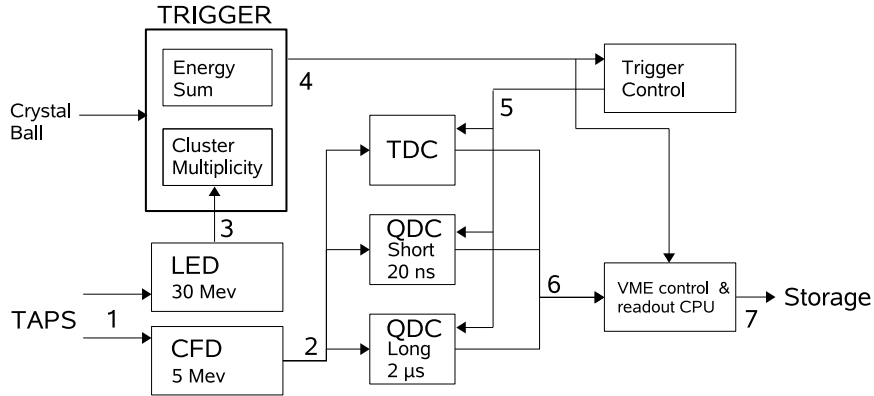 TRIGGER
Energy
Sum
4
Trigger
Control
Crystal
Ball
5
Cluster
Multiplicity
TDC
3
QDC
Short
20 ns
LED
30 Mev
6
VME control &
readout CPU
Storage
7
TAPS
1
CFD
5 Mev
2
QDC
Long
2 µs